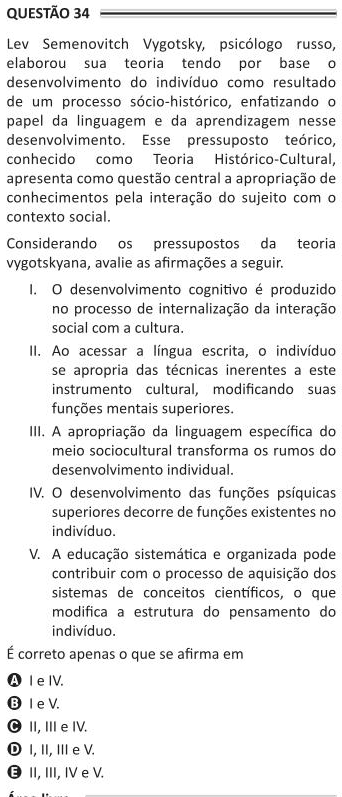 QUESTÃO 34
Lev Semenovitch Vygotsky, psicólogo russo,
elaborou sua teoria tendo por base o
desenvolvimento do indivíduo como resultado
de um processo sócio-histórico, enfatizando o
papel da linguagem e da aprendizagem nesse
desenvolvimento. Esse pressuposto teórico,
conhecido como Teoria Histórico-Cultural,
apresenta como questão central a apropriação de
conhecimentos pela interação do sujeito com o
contexto social.
Considerando os pressupostos da teoria
vygotskyana, avalie as afirmações a seguir.
I. O desenvolvimento cognitivo é produzido
no processo de internalização da interação
social com a cultura.
II. Ao acessar a língua escrita, o indivíduo
se apropria das técnicas inerentes a este
instrumento cultural, modificando suas
funções mentais superiores.
III. A apropriação da linguagem específica do
meio sociocultural transforma os rumos do
desenvolvimento individual.
IV. O desenvolvimento das funções psíquicas
superiores decorre de funções existentes no
indivíduo.
V. A educação sistemática e organizada pode
contribuir com o processo de aquisição dos
sistemas de conceitos científicos, o que
modifica a estrutura do pensamento do
indivíduo.
É correto apenas o que se afirma em
A I e IV.
B I e V.
C II, III e IV.
D I, II, III e V.
E II, III, IV e V.